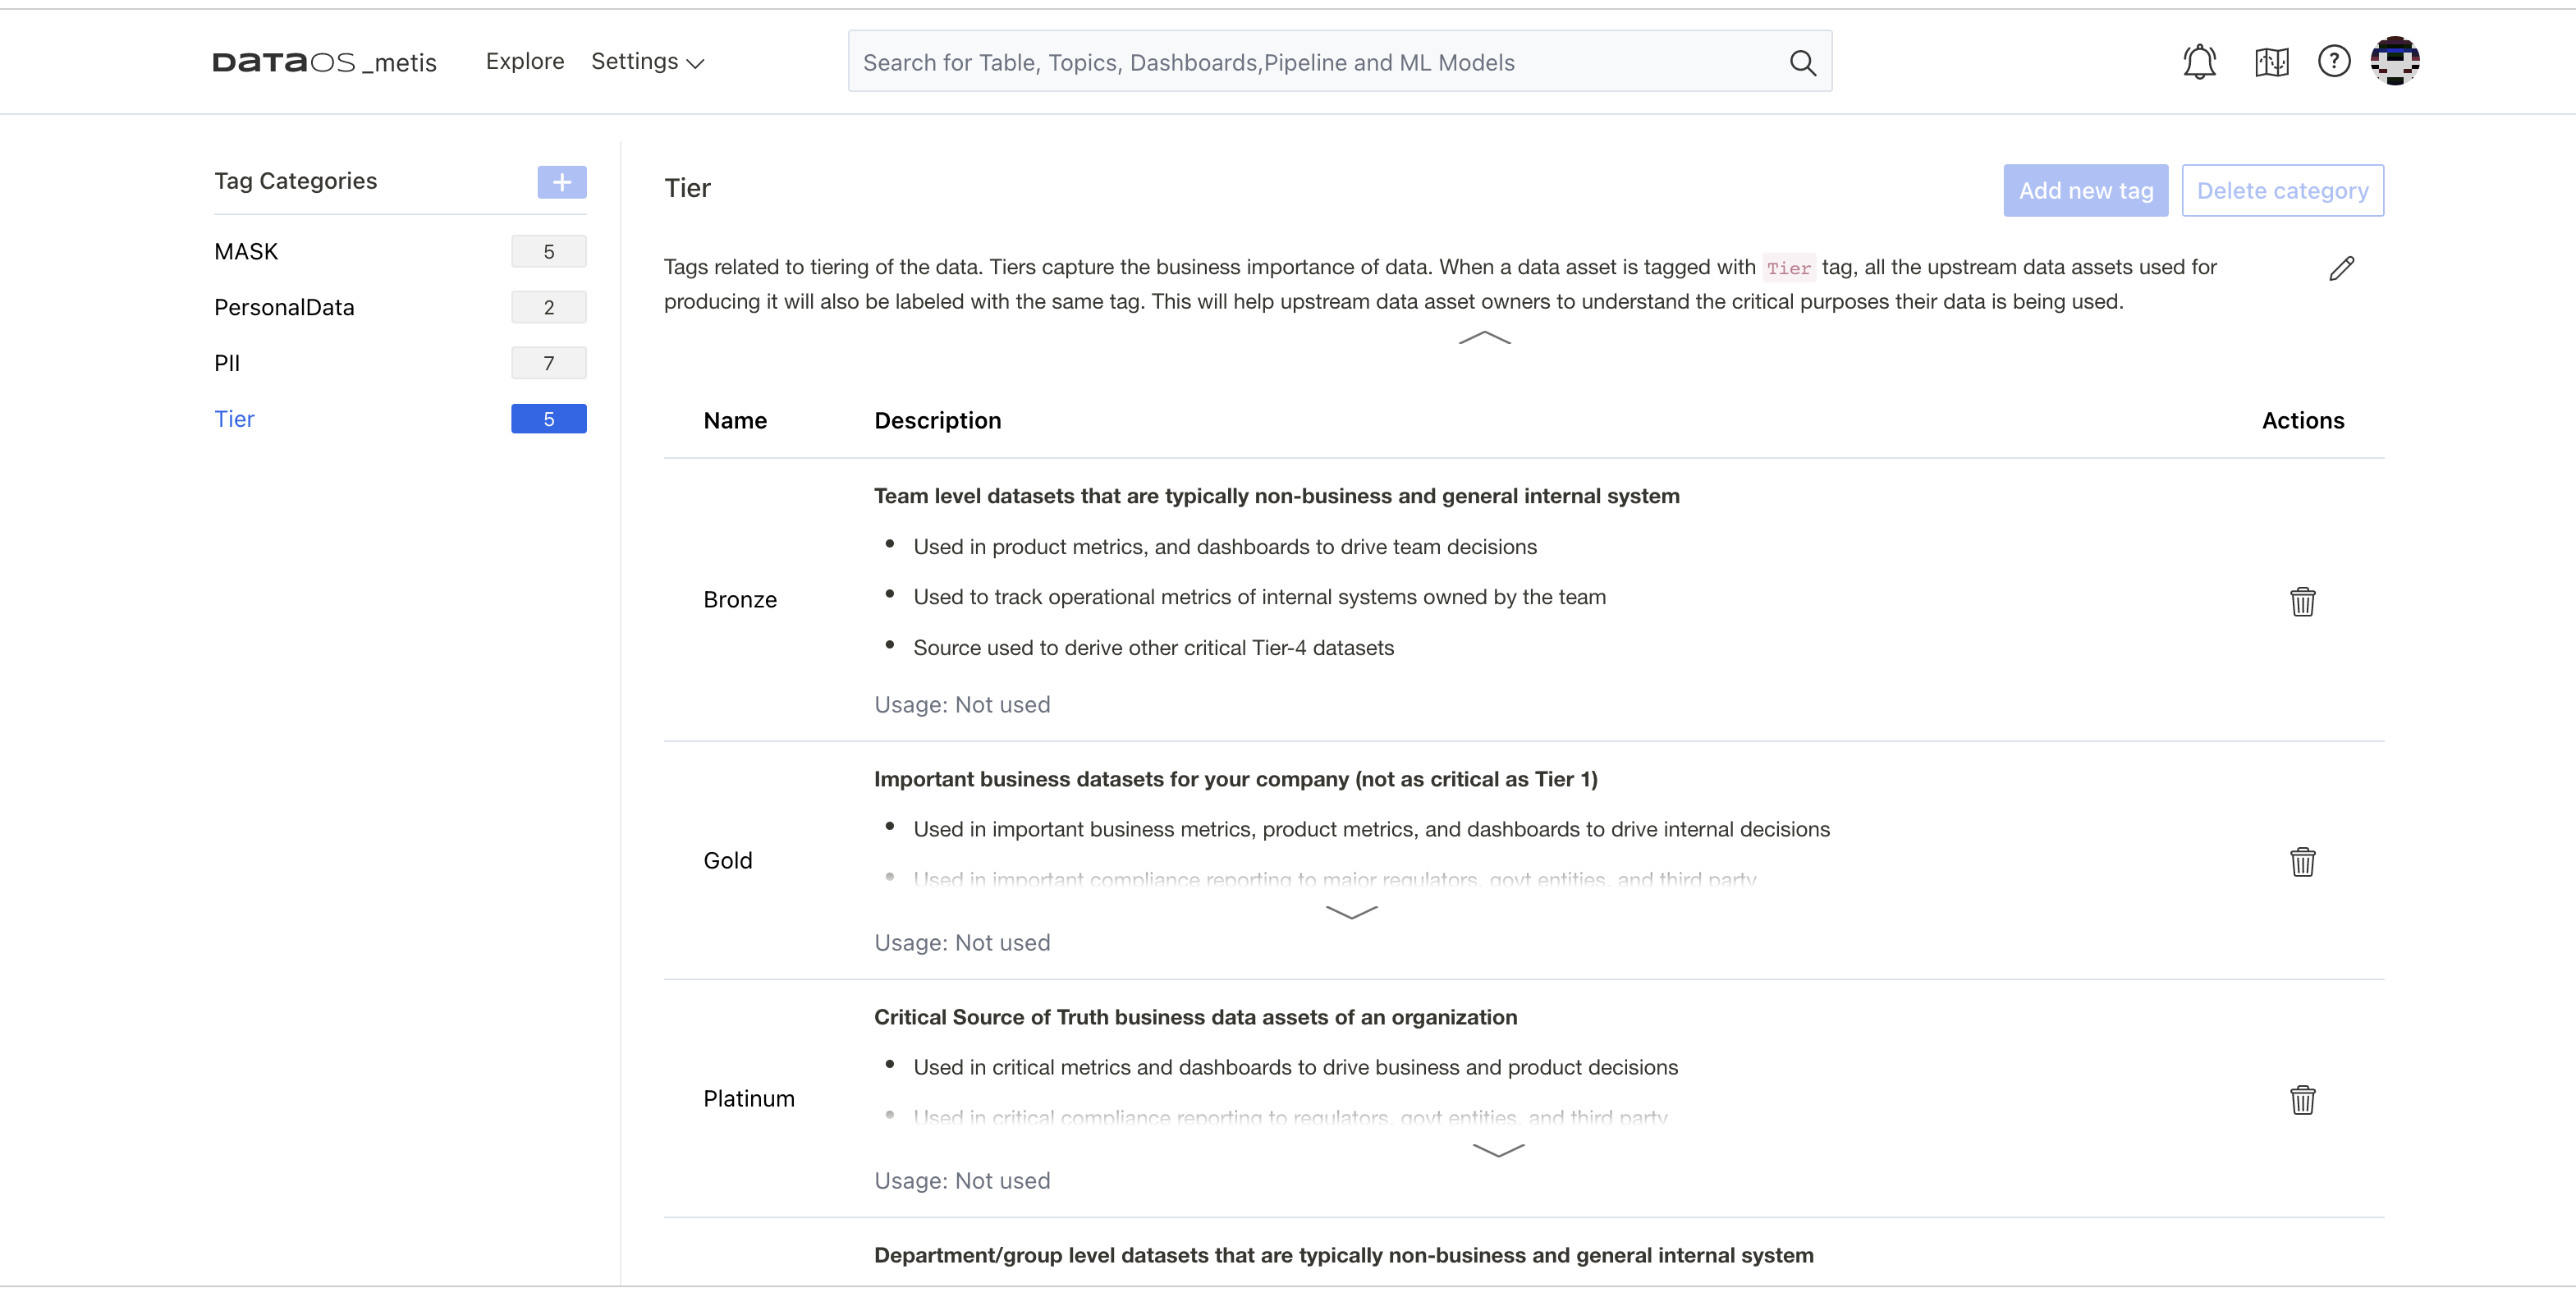 DATAOS _metis Explore Settings Search for Table, Topics, Dashboards,Pipeline and ML Models ?
Tag Categories +
MASK 5
PersonalData 2
PII 7
Tier 5
Tier Add new tag Delete category
Tags related to tiering of the data. Tiers capture the business importance of data. When a data asset is tagged with Tier tag, all the upstream data assets used for
producing it will also be labeled with the same tag. This will help upstream data asset owners to understand the critical purposes their data is being used.
Name Description Actions
Bronze
Team level datasets that are typically non-business and general internal system
• Used in product metrics, and dashboards to drive team decisions
• Used to track operational metrics of internal systems owned by the team
• Source used to derive other critical Tier-4 datasets
Usage: Not used
Gold
Important business datasets for your company (not as critical as Tier 1)
• Used in important business metrics, product metrics, and dashboards to drive internal decisions
• Used in important compliance reporting to major regulators, govt entities, and third party
Usage: Not used
Platinum
Critical Source of Truth business data assets of an organization
• Used in critical metrics and dashboards to drive business and product decisions
• Used in critical compliance reporting to regulators, govt entities, and third party
Usage: Not used
Department/group level datasets that are typically non-business and general internal system